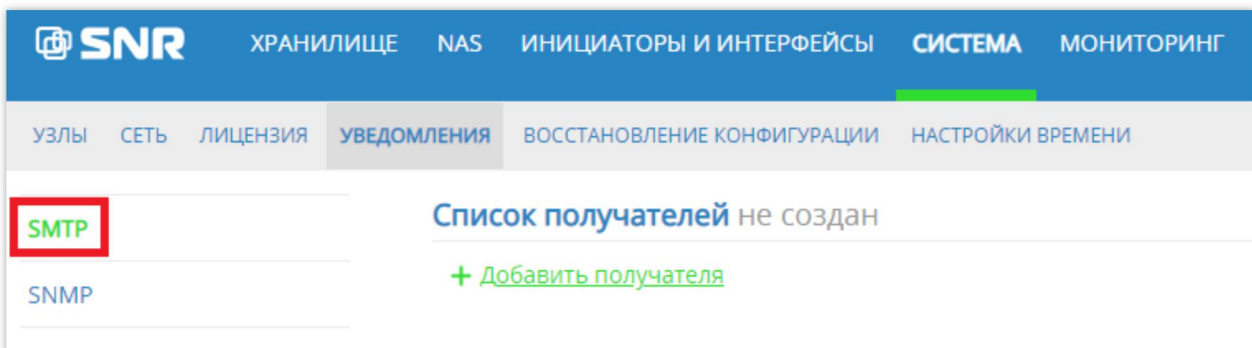 SNR ХРАНИЛИЩЕ NAS ИНИЦИАТОРЫ И ИНТЕРФЕЙСЫ СИСТЕМА МОНИТОРИНГ
УЗЛЫ СЕТЬ ЛИЦЕНЗИЯ УВЕДОМЛЕНИЯ ВОССТАНОВЛЕНИЕ КОНФИГУРАЦИИ НАСТРОЙКИ ВРЕМЕНИ
SMTP
Список получателей не создан
+ Добавить получателя
SNMP